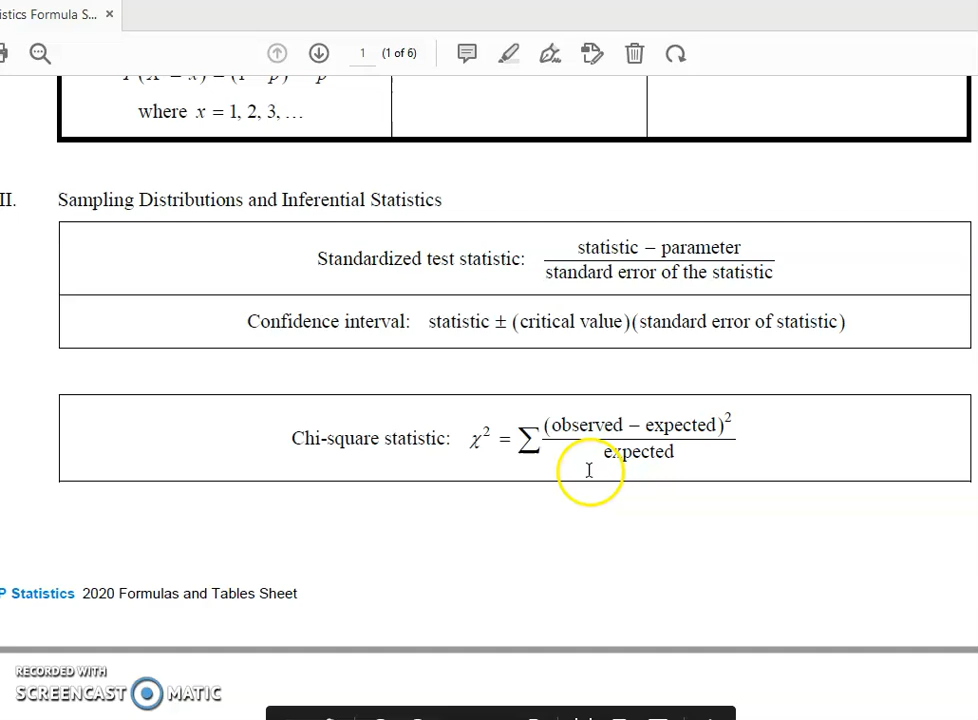 istics Formula S... ×
1 (1 of 6)
where x = 1, 2, 3, …
II. Sampling Distributions and Inferential Statistics
Standardized test statistic: statistic − parameter
standard error of the statistic
Confidence interval: statistic ± (critical value)(standard error of statistic)
Chi-square statistic: χ² = ∑ (observed − expected)²
expected
P Statistics 2020 Formulas and Tables Sheet
RECORDED WITH
SCREENCAST MATIC